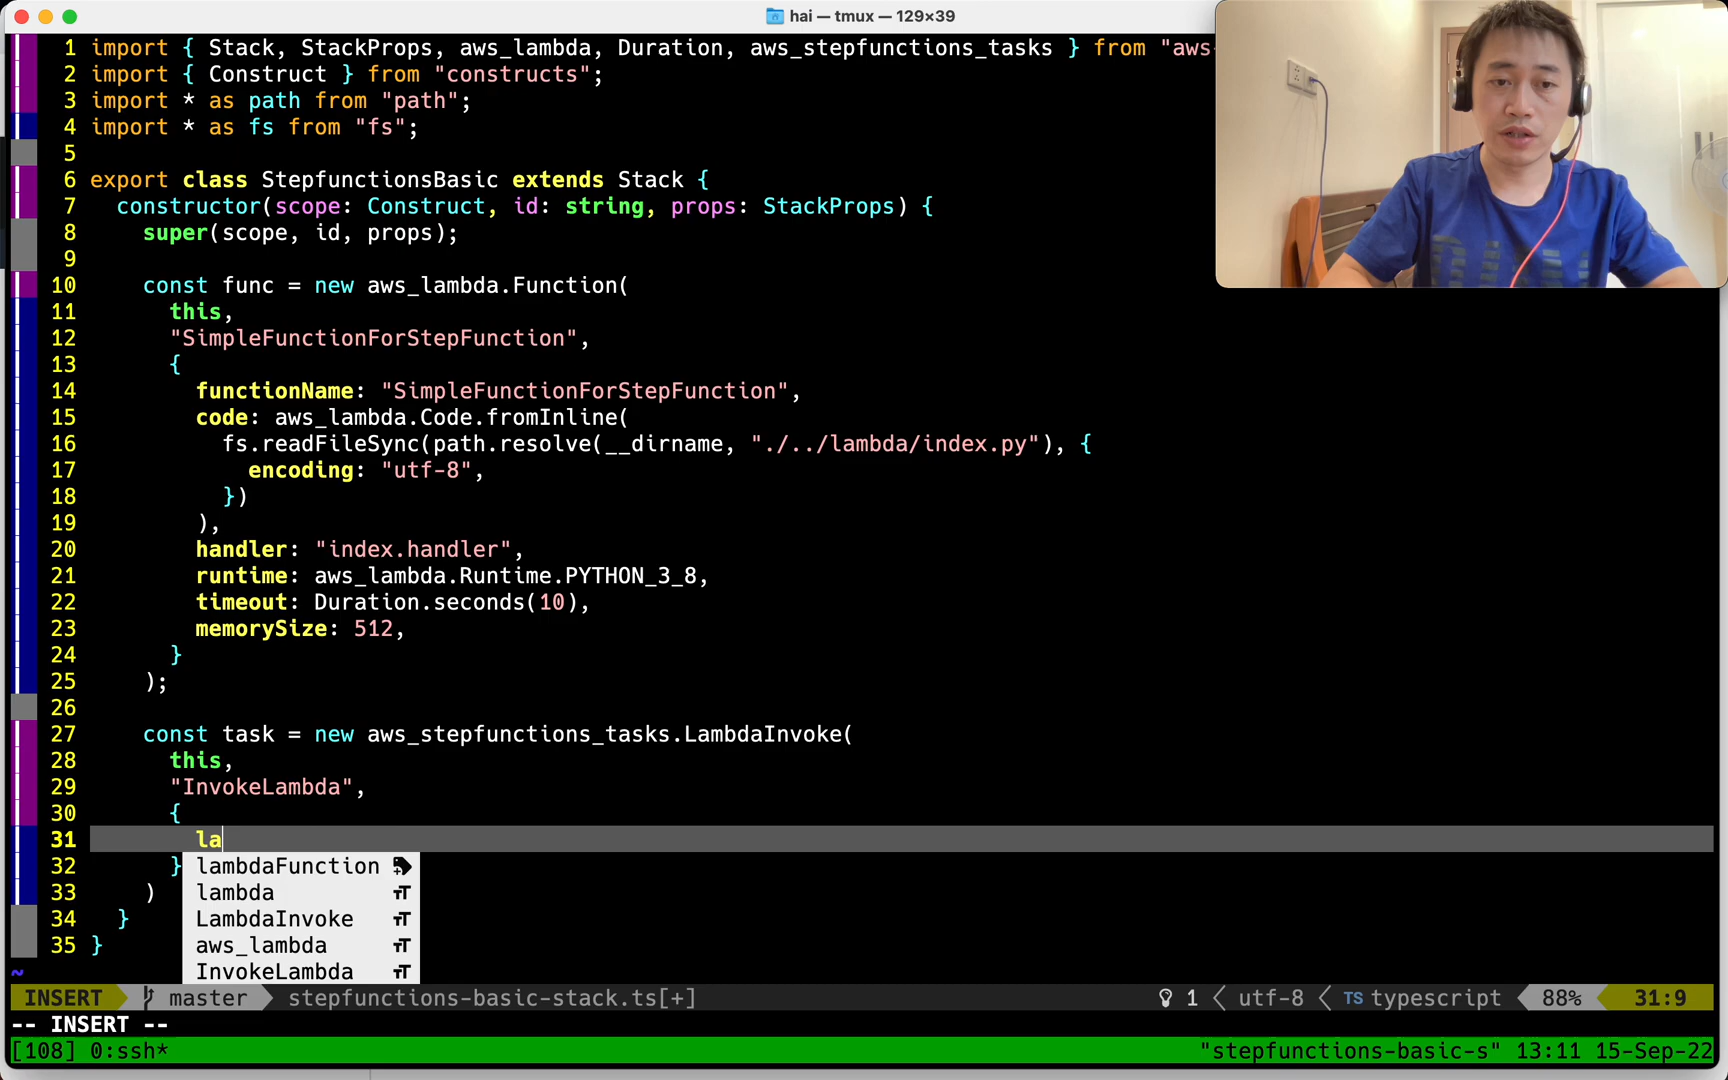 hai — tmux — 129×39
1 import { Stack, StackProps, aws_lambda, Duration, aws_stepfunctions_tasks } from "aws-
2 import { Construct } from "constructs";
3 import * as path from "path";
4 import * as fs from "fs";
5
6 export class StepfunctionsBasic extends Stack {
7   constructor(scope: Construct, id: string, props: StackProps) {
8     super(scope, id, props);
9
10     const func = new aws_lambda.Function(
11       this,
12       "SimpleFunctionForStepFunction",
13       {
14         functionName: "SimpleFunctionForStepFunction",
15         code: aws_lambda.Code.fromInline(
16           fs.readFileSync(path.resolve(__dirname, "./../lambda/index.py"), {
17             encoding: "utf-8",
18           })
19         ),
20         handler: "index.handler",
21         runtime: aws_lambda.Runtime.PYTHON_3_8,
22         timeout: Duration.seconds(10),
23         memorySize: 512,
24       }
25     );
26
27     const task = new aws_stepfunctions_tasks.LambdaInvoke(
28       this,
29       "InvokeLambda",
30       {
31         la
32       } lambdaFunction
33     ) lambda
34   } LambdaInvoke
35 } aws_lambda
~ InvokeLambda
INSERT master stepfunctions-basic-stack.ts[+] 1 utf-8 TS typescript 88% 31:9
-- INSERT --
[108] 0:ssh* "stepfunctions-basic-s" 13:11 15-Sep-22